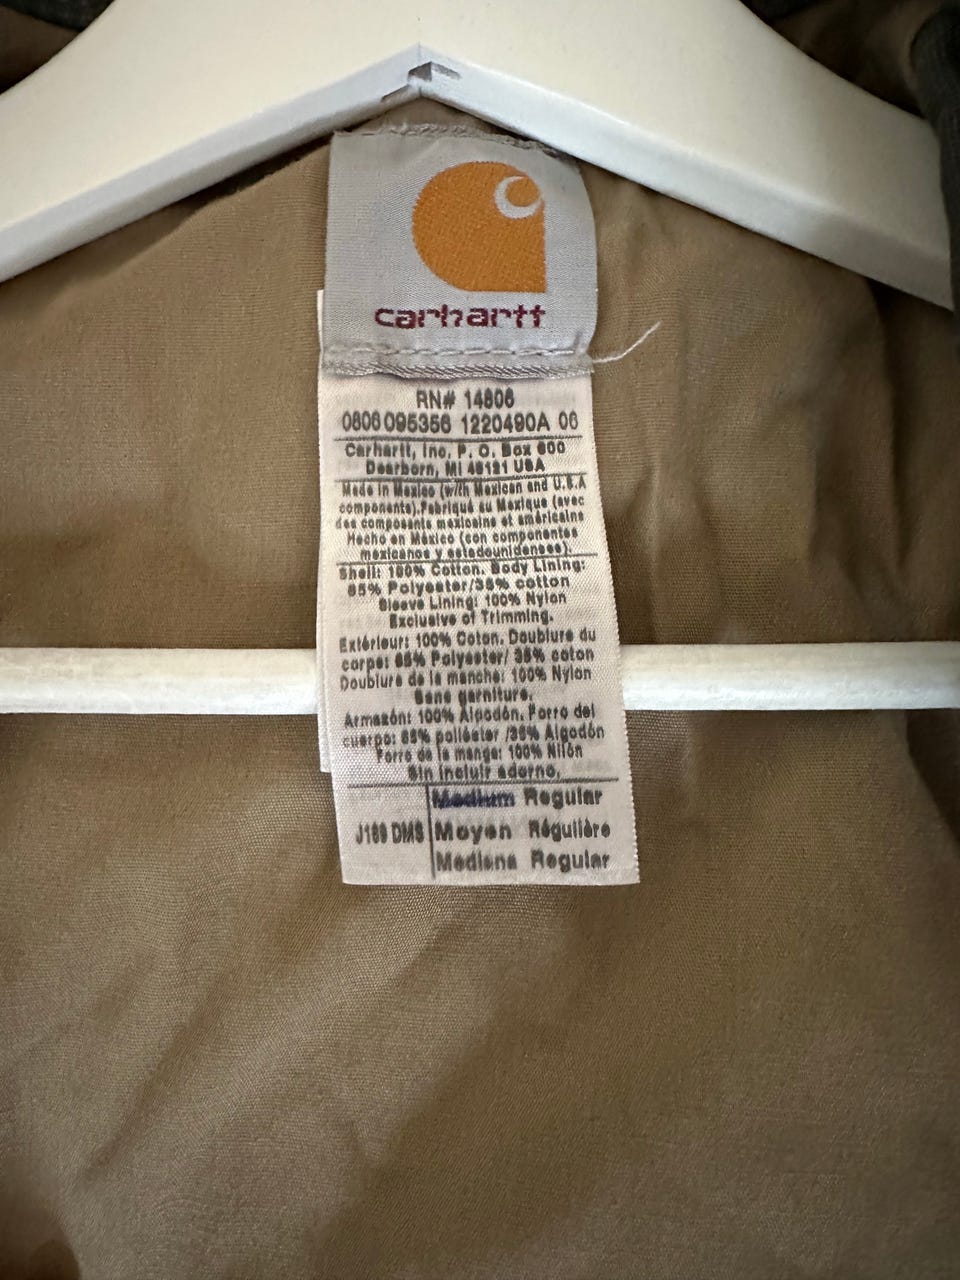 carhartt
RN# 14806
0806095356 1220490A 06
Carhartt, Inc. P. O. Box 600
Dearborn, MI 48121 USA
Made in Mexico (with Mexican and U.S.A
components).Fabriqué au Mexique (avec
des composants mexicains et américains
Hecho en México (con componentes
mexicanos y estadounidenses).
Shell: 100% Cotton. Body Lining:
65% Polyester/35% cotton
Sleeve Lining: 100% Nylon
Exclusive of Trimming.
Extérieur: 100% Coton. Doublure du
corps: 65% Polyester/ 35% coton
Doublure de la manche: 100% Nylon
Sans garniture.
Armazón: 100% Algodón. Forro del
cuerpo: 65% poliéster /35% Algodón
Forro de la manga: 100% Nilón
Sin incluir adorno.
Medium Regular
J169 DMS Moyen Régulière
Mediana Regular